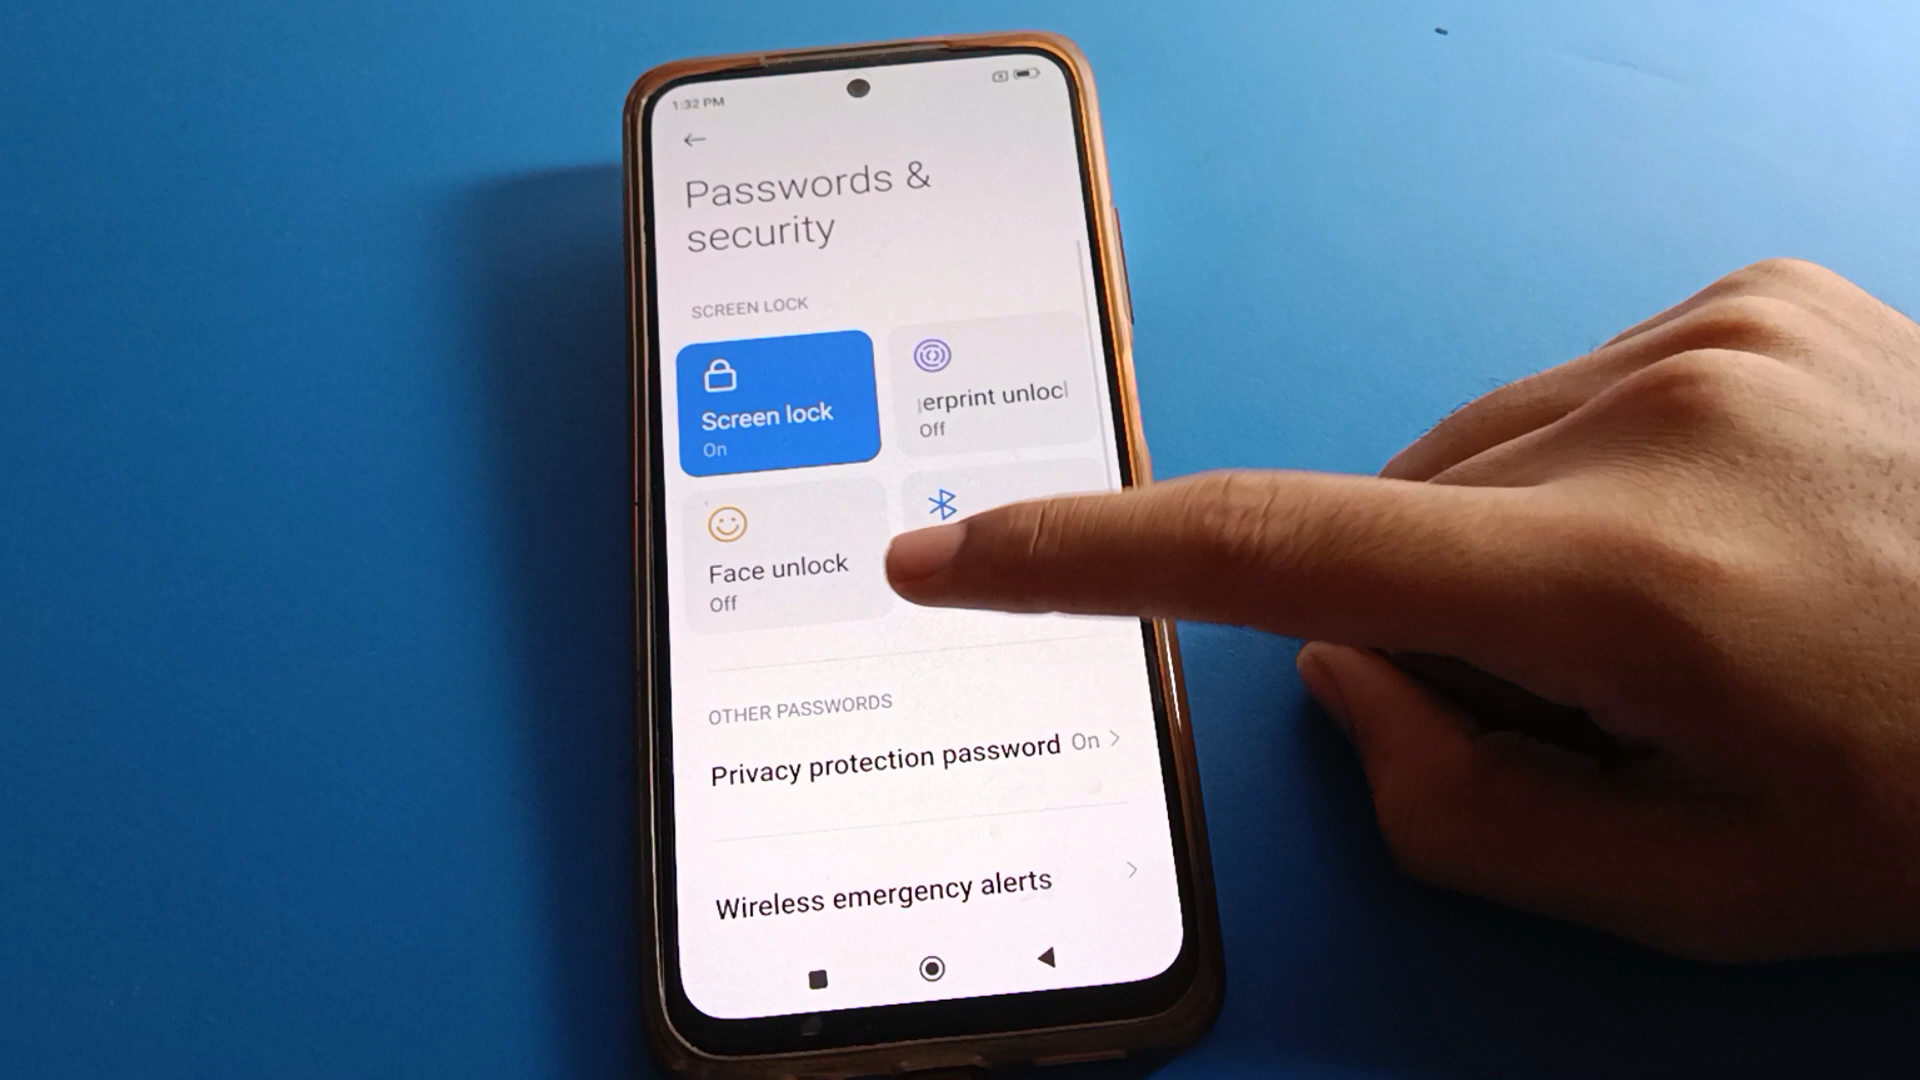 1:32 PM
Passwords &
security
SCREEN LOCK
Screen lock
On
erprint unloc
Off
Face unlock
Off
OTHER PASSWORDS
Privacy protection password On
Wireless emergency alerts